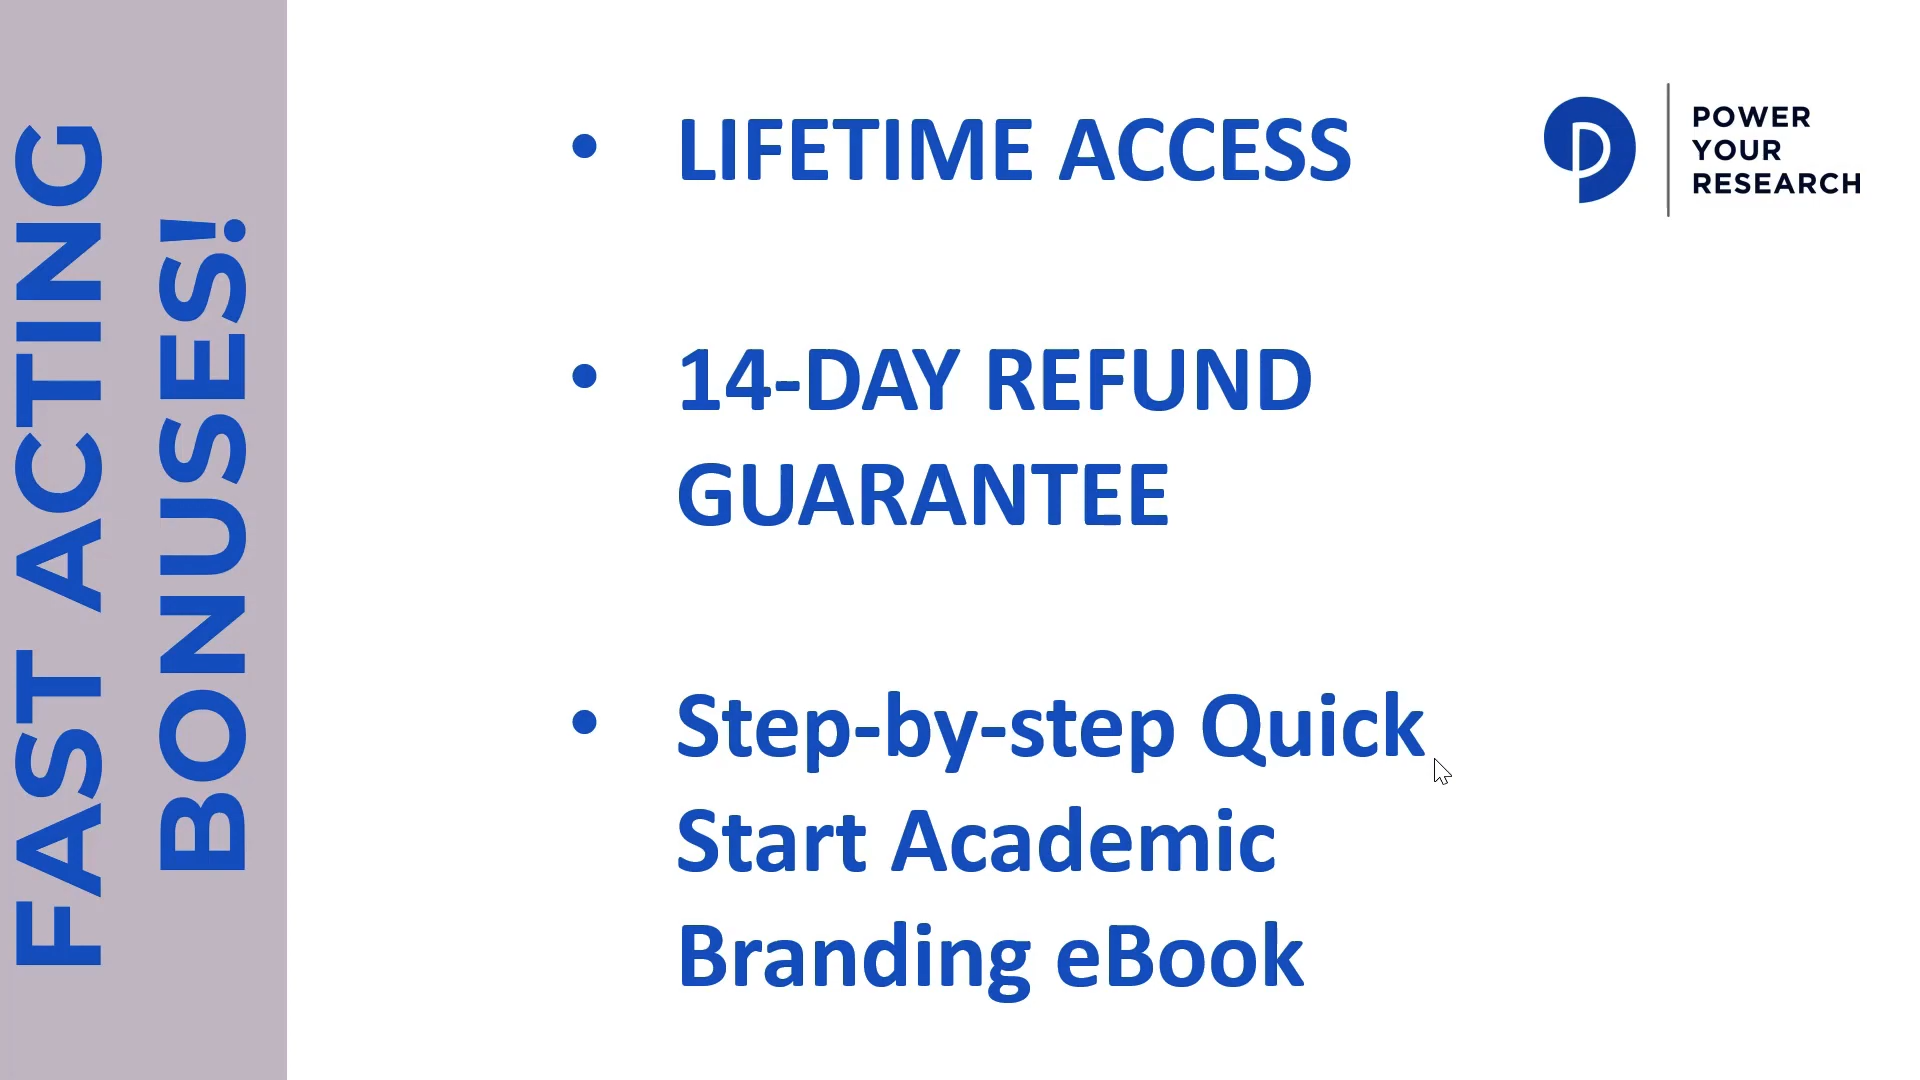 FAST ACTING
BONUSES!
• LIFETIME ACCESS
• 14-DAY REFUND
GUARANTEE
• Step-by-step Quick
Start Academic
Branding eBook
POWER
YOUR
RESEARCH